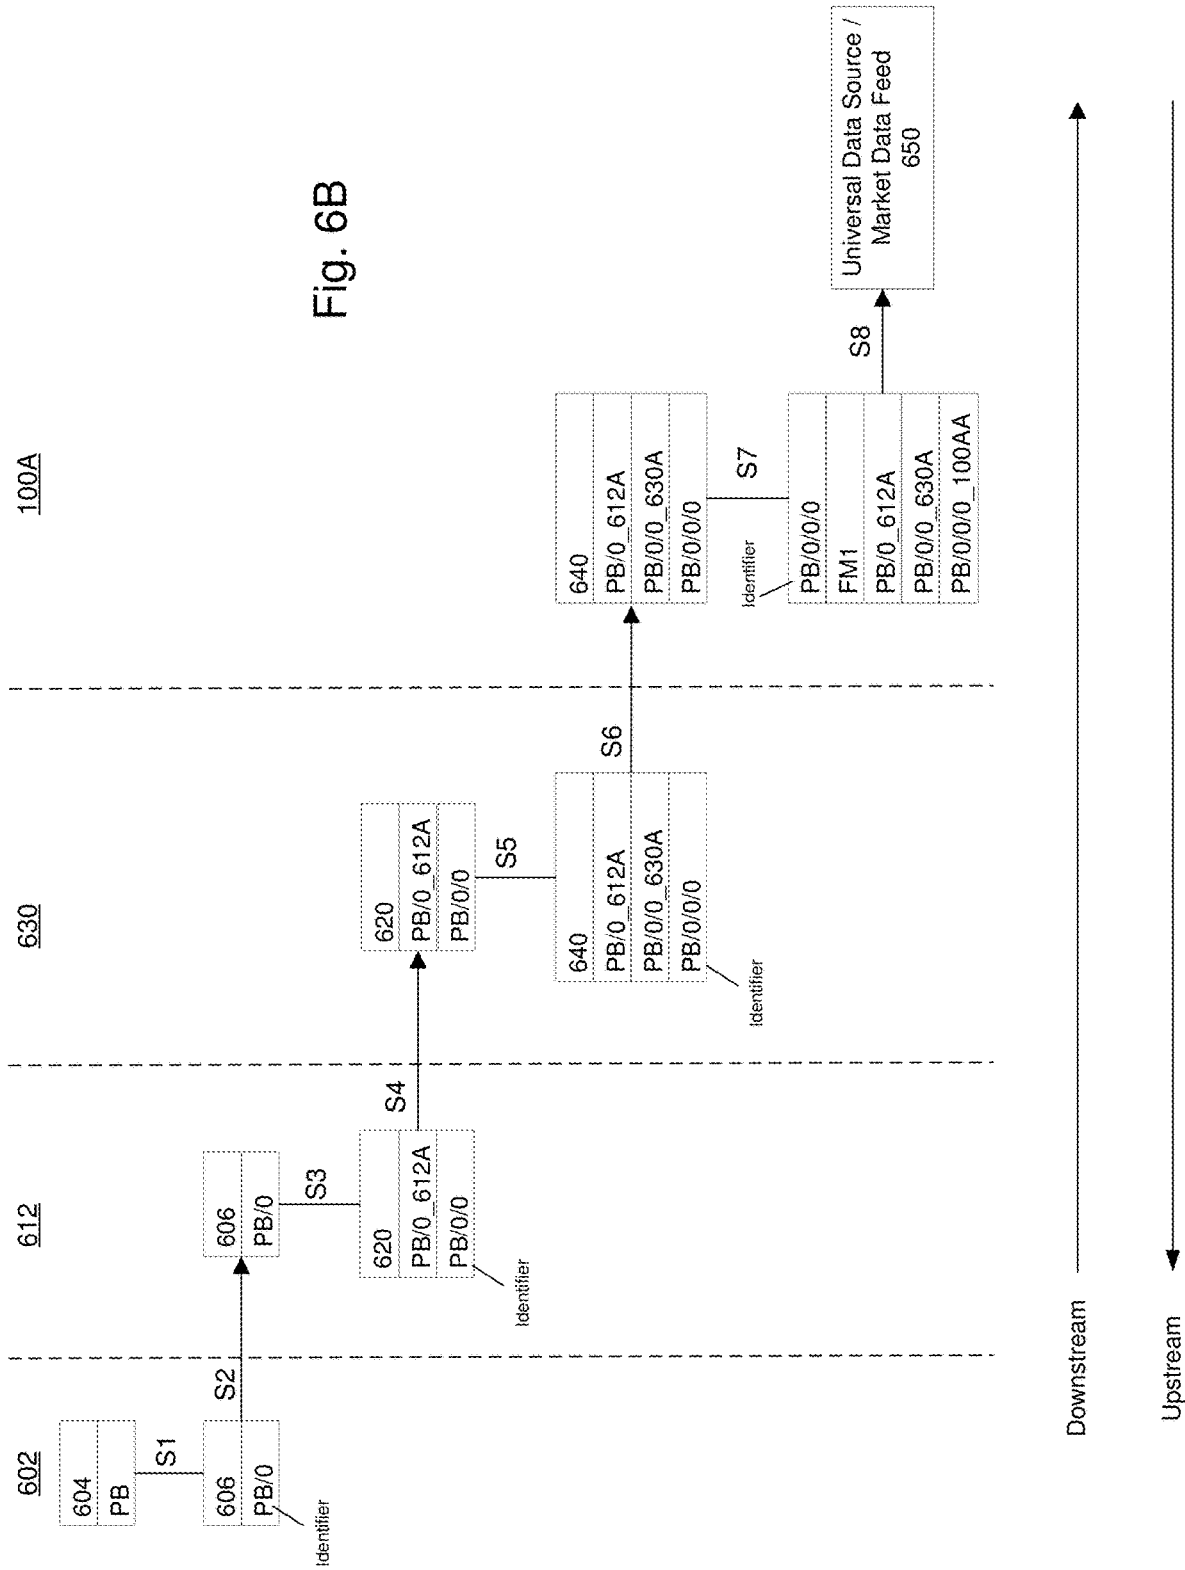 Fig. 6B
602
612
630
100A
604
PB
S1
606
PB/0
Identifier
S2
606
PB/0
S3
620
PB/0_612A
PB/0/0
Identifier
S4
620
PB/0_612A
PB/0/0
S5
640
PB/0_612A
PB/0/0_630A
PB/0/0/0
Identifier
S6
640
PB/0_612A
PB/0/0_630A
PB/0/0/0
S7
Identifier
PB/0/0/0
FM1
PB/0_612A
PB/0/0_630A
PB/0/0/0_100AA
S8
Universal Data Source /
Market Data Feed
650
Downstream
Upstream